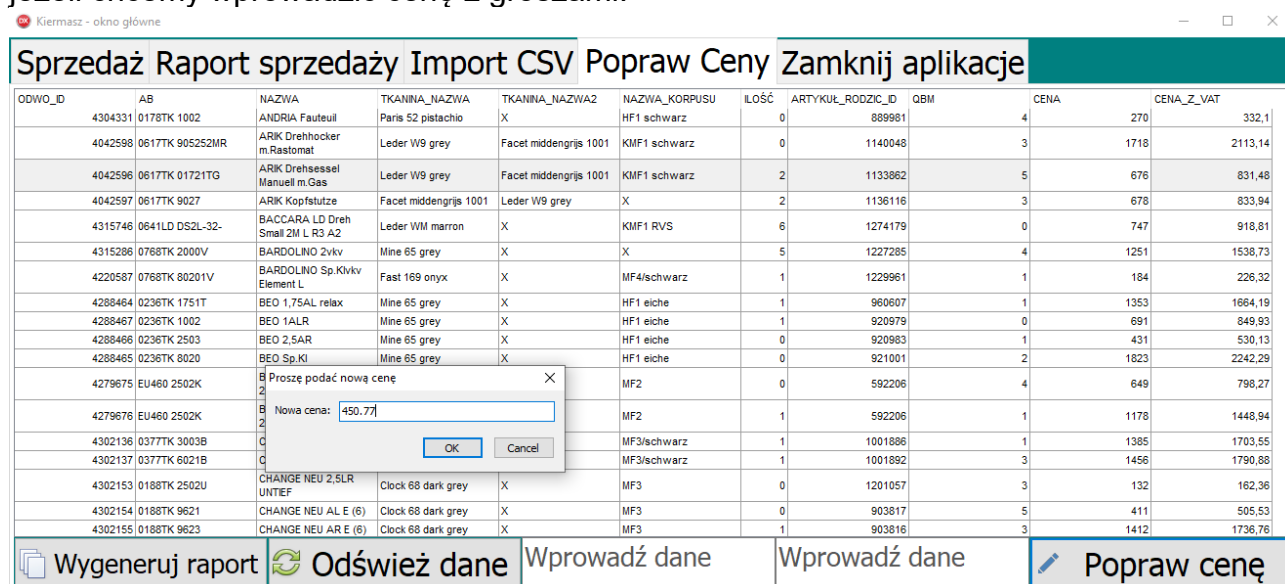 jeżeli chcemy wprowadzić cenę z groszami.
Kiermasz - okno główne
Sprzedaż Raport sprzedaży Import CSV Popraw Ceny Zamknij aplikacje
ODWO_ID AB NAZWA TKANINA_NAZWA TKANINA_NAZWA2 NAZWA_KORPUSU ILOŚĆ ARTYKUŁ_RODZIC_ID QBM CENA CENA_Z_VAT
4304331 0178TK 1002 ANDRIA Fauteuil Paris 52 pistachio X HF1 schwarz 0 889981 4 270 332,1
4042598 0617TK 905252MR ARIK Drehhocker m.Rastomat Leder W9 grey Facet middengrijs 1001 KMF1 schwarz 0 1140048 3 1718 2113,14
4042596 0617TK 01721TG ARIK Drehsessel Manuell m.Gas Leder W9 grey Facet middengrijs 1001 KMF1 schwarz 2 1133862 5 676 831,48
4042597 0617TK 9027 ARIK Kopfstutze Facet middengrijs 1001 Leder W9 grey X 2 1136116 3 678 833,94
4315746 0641LD DS2L-32- BACCARA LD Dreh Small 2M L R3 A2 Leder WM marron X KMF1 RVS 6 1274179 0 747 918,81
4315286 0768TK 2000V BARDOLINO 2vkv Mine 65 grey X X 5 1227285 4 1251 1538,73
4220587 0768TK 80201V BARDOLINO Sp.Klvkv Element L Fast 169 onyx X MF4/schwarz 1 1229961 1 184 226,32
4288464 0236TK 1751T BEO 1,75AL relax Mine 65 grey X HF1 eiche 1 960607 1 1353 1664,19
4288467 0236TK 1002 BEO 1ALR Mine 65 grey X HF1 eiche 1 920979 0 691 849,93
4288466 0236TK 2503 BEO 2,5AR Mine 65 grey X HF1 eiche 0 920983 1 431 530,13
4288465 0236TK 8020 BEO Sp.Kl Mine 65 grey X HF1 eiche 0 921001 2 1823 2242,29
4279675 EU460 2502K MF2 0 592206 4 649 798,27
4279676 EU460 2502K MF2 1 592206 1 1178 1448,94
4302136 0377TK 3003B MF3/schwarz 1 1001886 1 1385 1703,55
4302137 0377TK 6021B MF3/schwarz 1 1001892 3 1456 1790,88
Proszę podać nową cenę
Nowa cena: 450.77
OK Cancel
4302153 0188TK 2502U CHANGE NEU 2,5LR UNTIEF Clock 68 dark grey X MF3 0 1201057 3 132 162,36
4302154 0188TK 9621 CHANGE NEU AL E (6) Clock 68 dark grey X MF3 0 903817 5 411 505,53
4302155 0188TK 9623 CHANGE NEU AR E (6) Clock 68 dark grey X MF3 1 903816 3 1412 1736,76
Wygeneruj raport Odśwież dane Wprowadź dane Wprowadź dane Popraw cenę